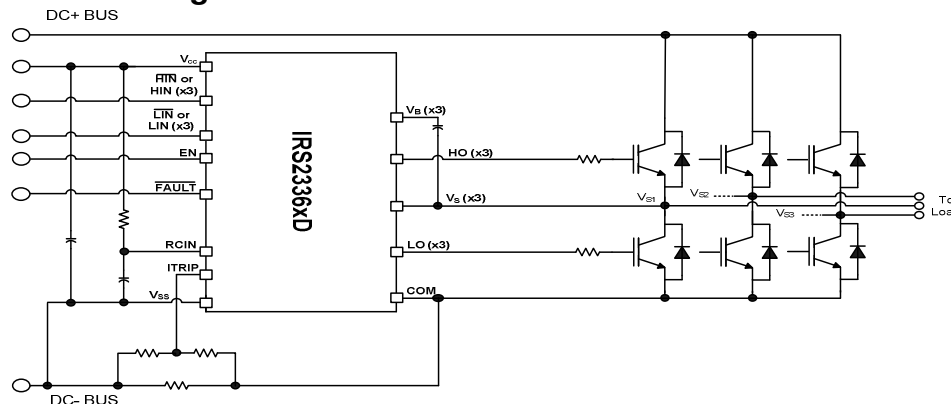 DC+ BUS
Vcc
HIN or
HIN (x3)
LIN or
LIN (x3)
EN
FAULT
RCIN
ITRIP
Vss
DC- BUS
IRS2336xD
VB (x3)
HO (x3)
VS (x3)
LO (x3)
COM
VS1
VS2
VS3
To